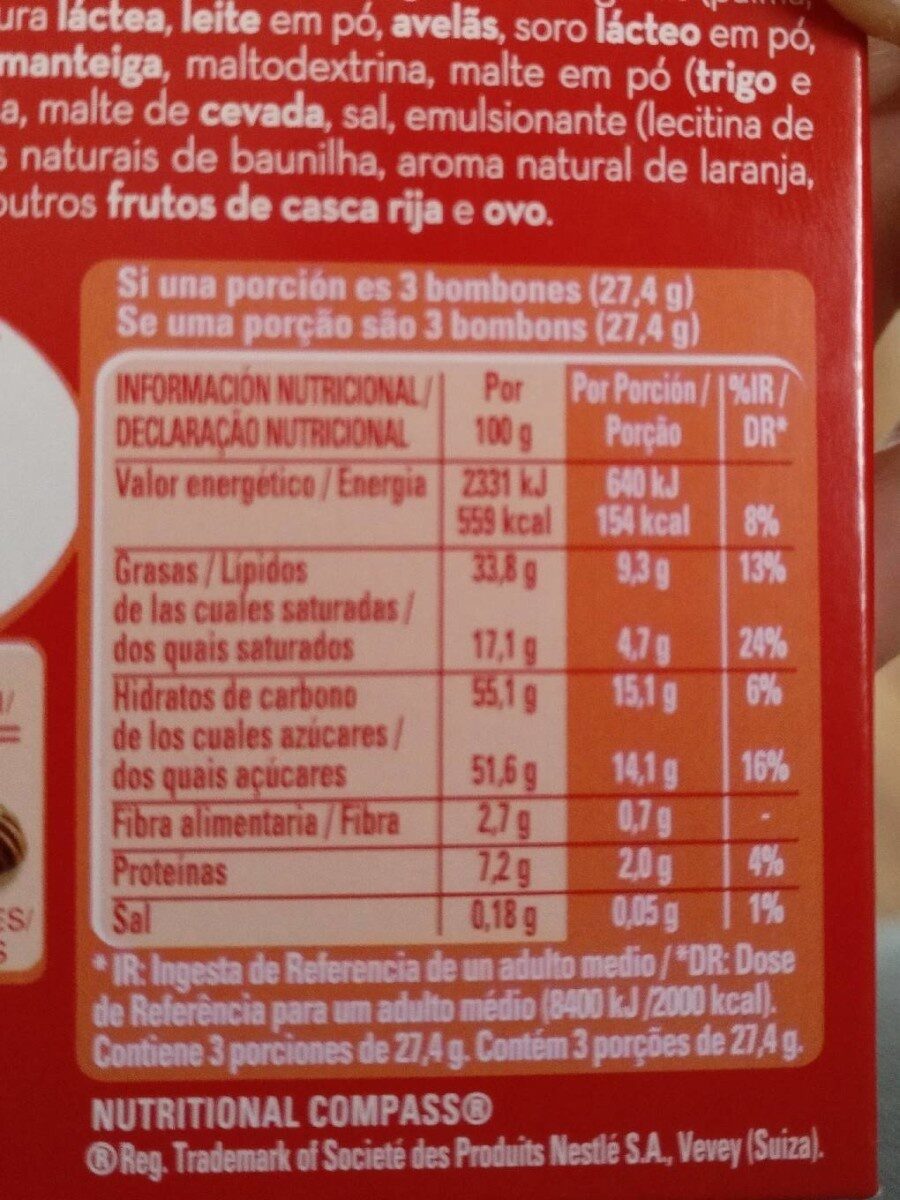 láctea, leite em pó, avelãs, soro lácteo em pó,
manteiga, maltodextrina, malte em pó (trigo e
a, malte de cevada, sal, emulsionante (lecitina de
s naturais de baunilha, aroma natural de laranja,
outros frutos de casca rija e ovo.
Si una porción es 3 bombones (27,4 g)
Se uma porção são 3 bombons (27,4 g)
INFORMACIÓN NUTRICIONAL / Por Por Porción / %IR /
DECLARAÇÃO NUTRICIONAL 100 g Porção DR*
Valor energético / Energia 2331 kJ 640 kJ
559 kcal 154 kcal 8%
Grasas / Lípidos 33,8 g 9,3 g 13%
de las cuales saturadas /
dos quais saturados 17,1 g 4,7 g 24%
Hidratos de carbono 55,1 g 15,1 g 6%
de los cuales azúcares /
dos quais açúcares 51,6 g 14,1 g 16%
Fibra alimentaria / Fibra 2,7 g 0,7 g -
Proteínas 7,2 g 2,0 g 4%
Sal 0,18 g 0,05 g 1%
* IR: Ingesta de Referencia de un adulto medio / *DR: Dose
de Referência para um adulto médio (8400 kJ /2000 kcal).
Contiene 3 porciones de 27,4 g. Contém 3 porções de 27,4 g.
ES/
S
NUTRITIONAL COMPASS®
®Reg. Trademark of Societé des Produits Nestlé S.A., Vevey (Suiza).